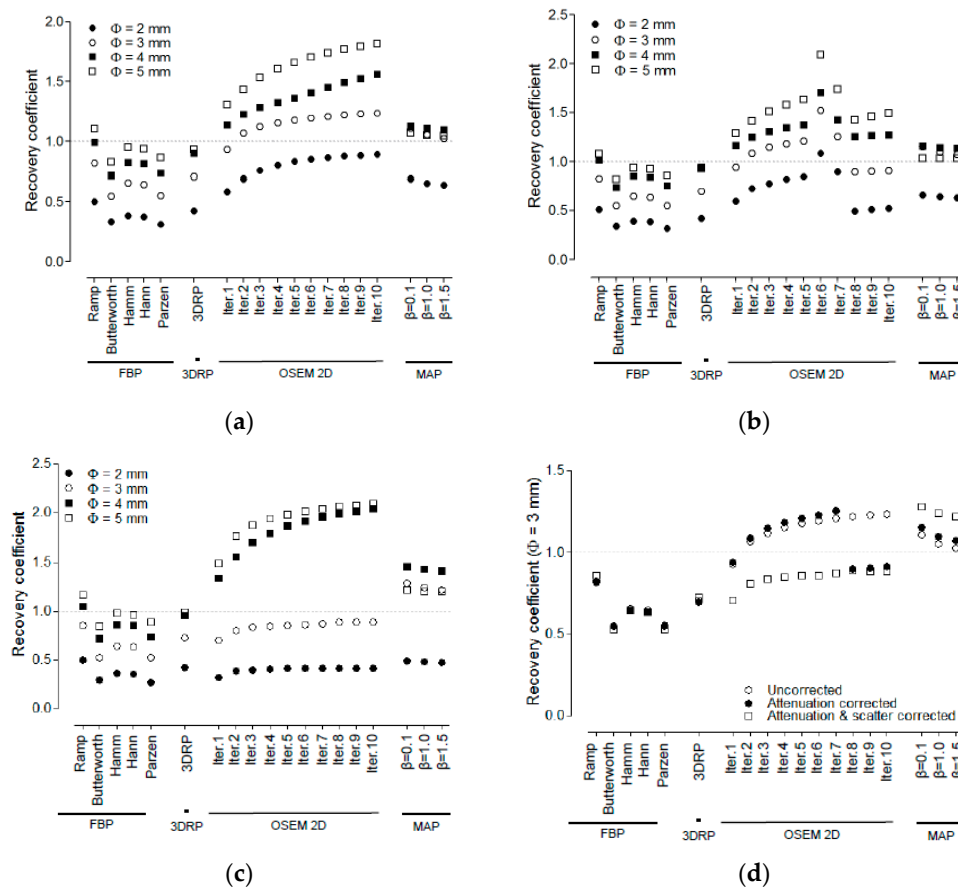 Recovery coefficient
2.0
1.5
1.0
0.5
0.0
Φ = 2 mm
Φ = 3 mm
Φ = 4 mm
Φ = 5 mm
Ramp
Butterworth
Hamm
Hann
Parzen
3DRP
Iter.1
Iter.2
Iter.3
Iter.4
Iter.5
Iter.6
Iter.7
Iter.8
Iter.9
Iter.10
β=0.1
β=1.0
β=1.5
FBP
3DRP
OSEM 2D
MAP
(a)
Recovery coefficient
2.5
2.0
1.5
1.0
0.5
0.0
Φ = 2 mm
Φ = 3 mm
Φ = 4 mm
Φ = 5 mm
Ramp
Butterworth
Hamm
Hann
Parzen
3DRP
Iter.1
Iter.2
Iter.3
Iter.4
Iter.5
Iter.6
Iter.7
Iter.8
Iter.9
Iter.10
β=0.1
β=1.0
β=1.5
FBP
3DRP
OSEM 2D
MAP
(b)
Recovery coefficient
2.5
2.0
1.5
1.0
0.5
0.0
Φ = 2 mm
Φ = 3 mm
Φ = 4 mm
Φ = 5 mm
Ramp
Butterworth
Hamm
Hann
Parzen
3DRP
Iter.1
Iter.2
Iter.3
Iter.4
Iter.5
Iter.6
Iter.7
Iter.8
Iter.9
Iter.10
β=0.1
β=1.0
β=1.5
FBP
3DRP
OSEM 2D
MAP
(c)
Recovery coefficient (Φ = 3 mm)
1.5
1.0
0.5
0.0
Uncorrected
Attenuation corrected
Attenuation & scatter corrected
Ramp
Butterworth
Hamm
Hann
Parzen
3DRP
Iter.1
Iter.2
Iter.3
Iter.4
Iter.5
Iter.6
Iter.7
Iter.8
Iter.9
Iter.10
β=0.1
β=1.0
β=1.5
FBP
3DRP
OSEM 2D
MAP
(d)